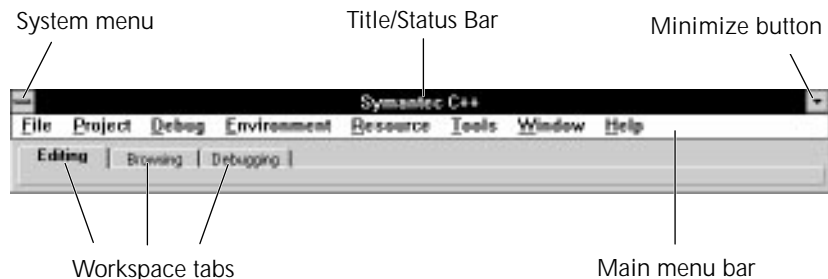 System menu
Title/Status Bar
Minimize button
Symantec C++
File Project Debug Environment Resource Tools Window Help
Editing Browsing Debugging
Workspace tabs
Main menu bar